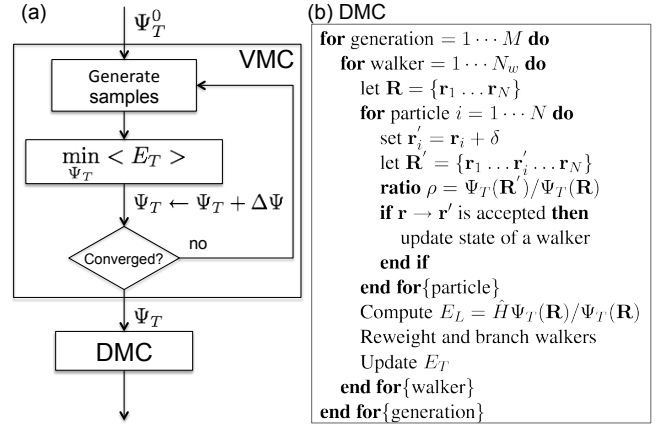 (a)
Ψ_T^0
VMC
Generate
samples
min < E_T >
Ψ_T
Ψ_T ← Ψ_T + ΔΨ
no
Converged?
Ψ_T
DMC
(b) DMC
for generation = 1 ⋯ M do
for walker = 1 ⋯ N_w do
let R = {r_1 … r_N}
for particle i = 1 ⋯ N do
set r_i' = r_i + δ
let R' = {r_1 … r_i' … r_N}
ratio ρ = Ψ_T(R')/Ψ_T(R)
if r → r' is accepted then
update state of a walker
end if
end for{particle}
Compute E_L = ĤΨ_T(R)/Ψ_T(R)
Reweight and branch walkers
Update E_T
end for{walker}
end for{generation}